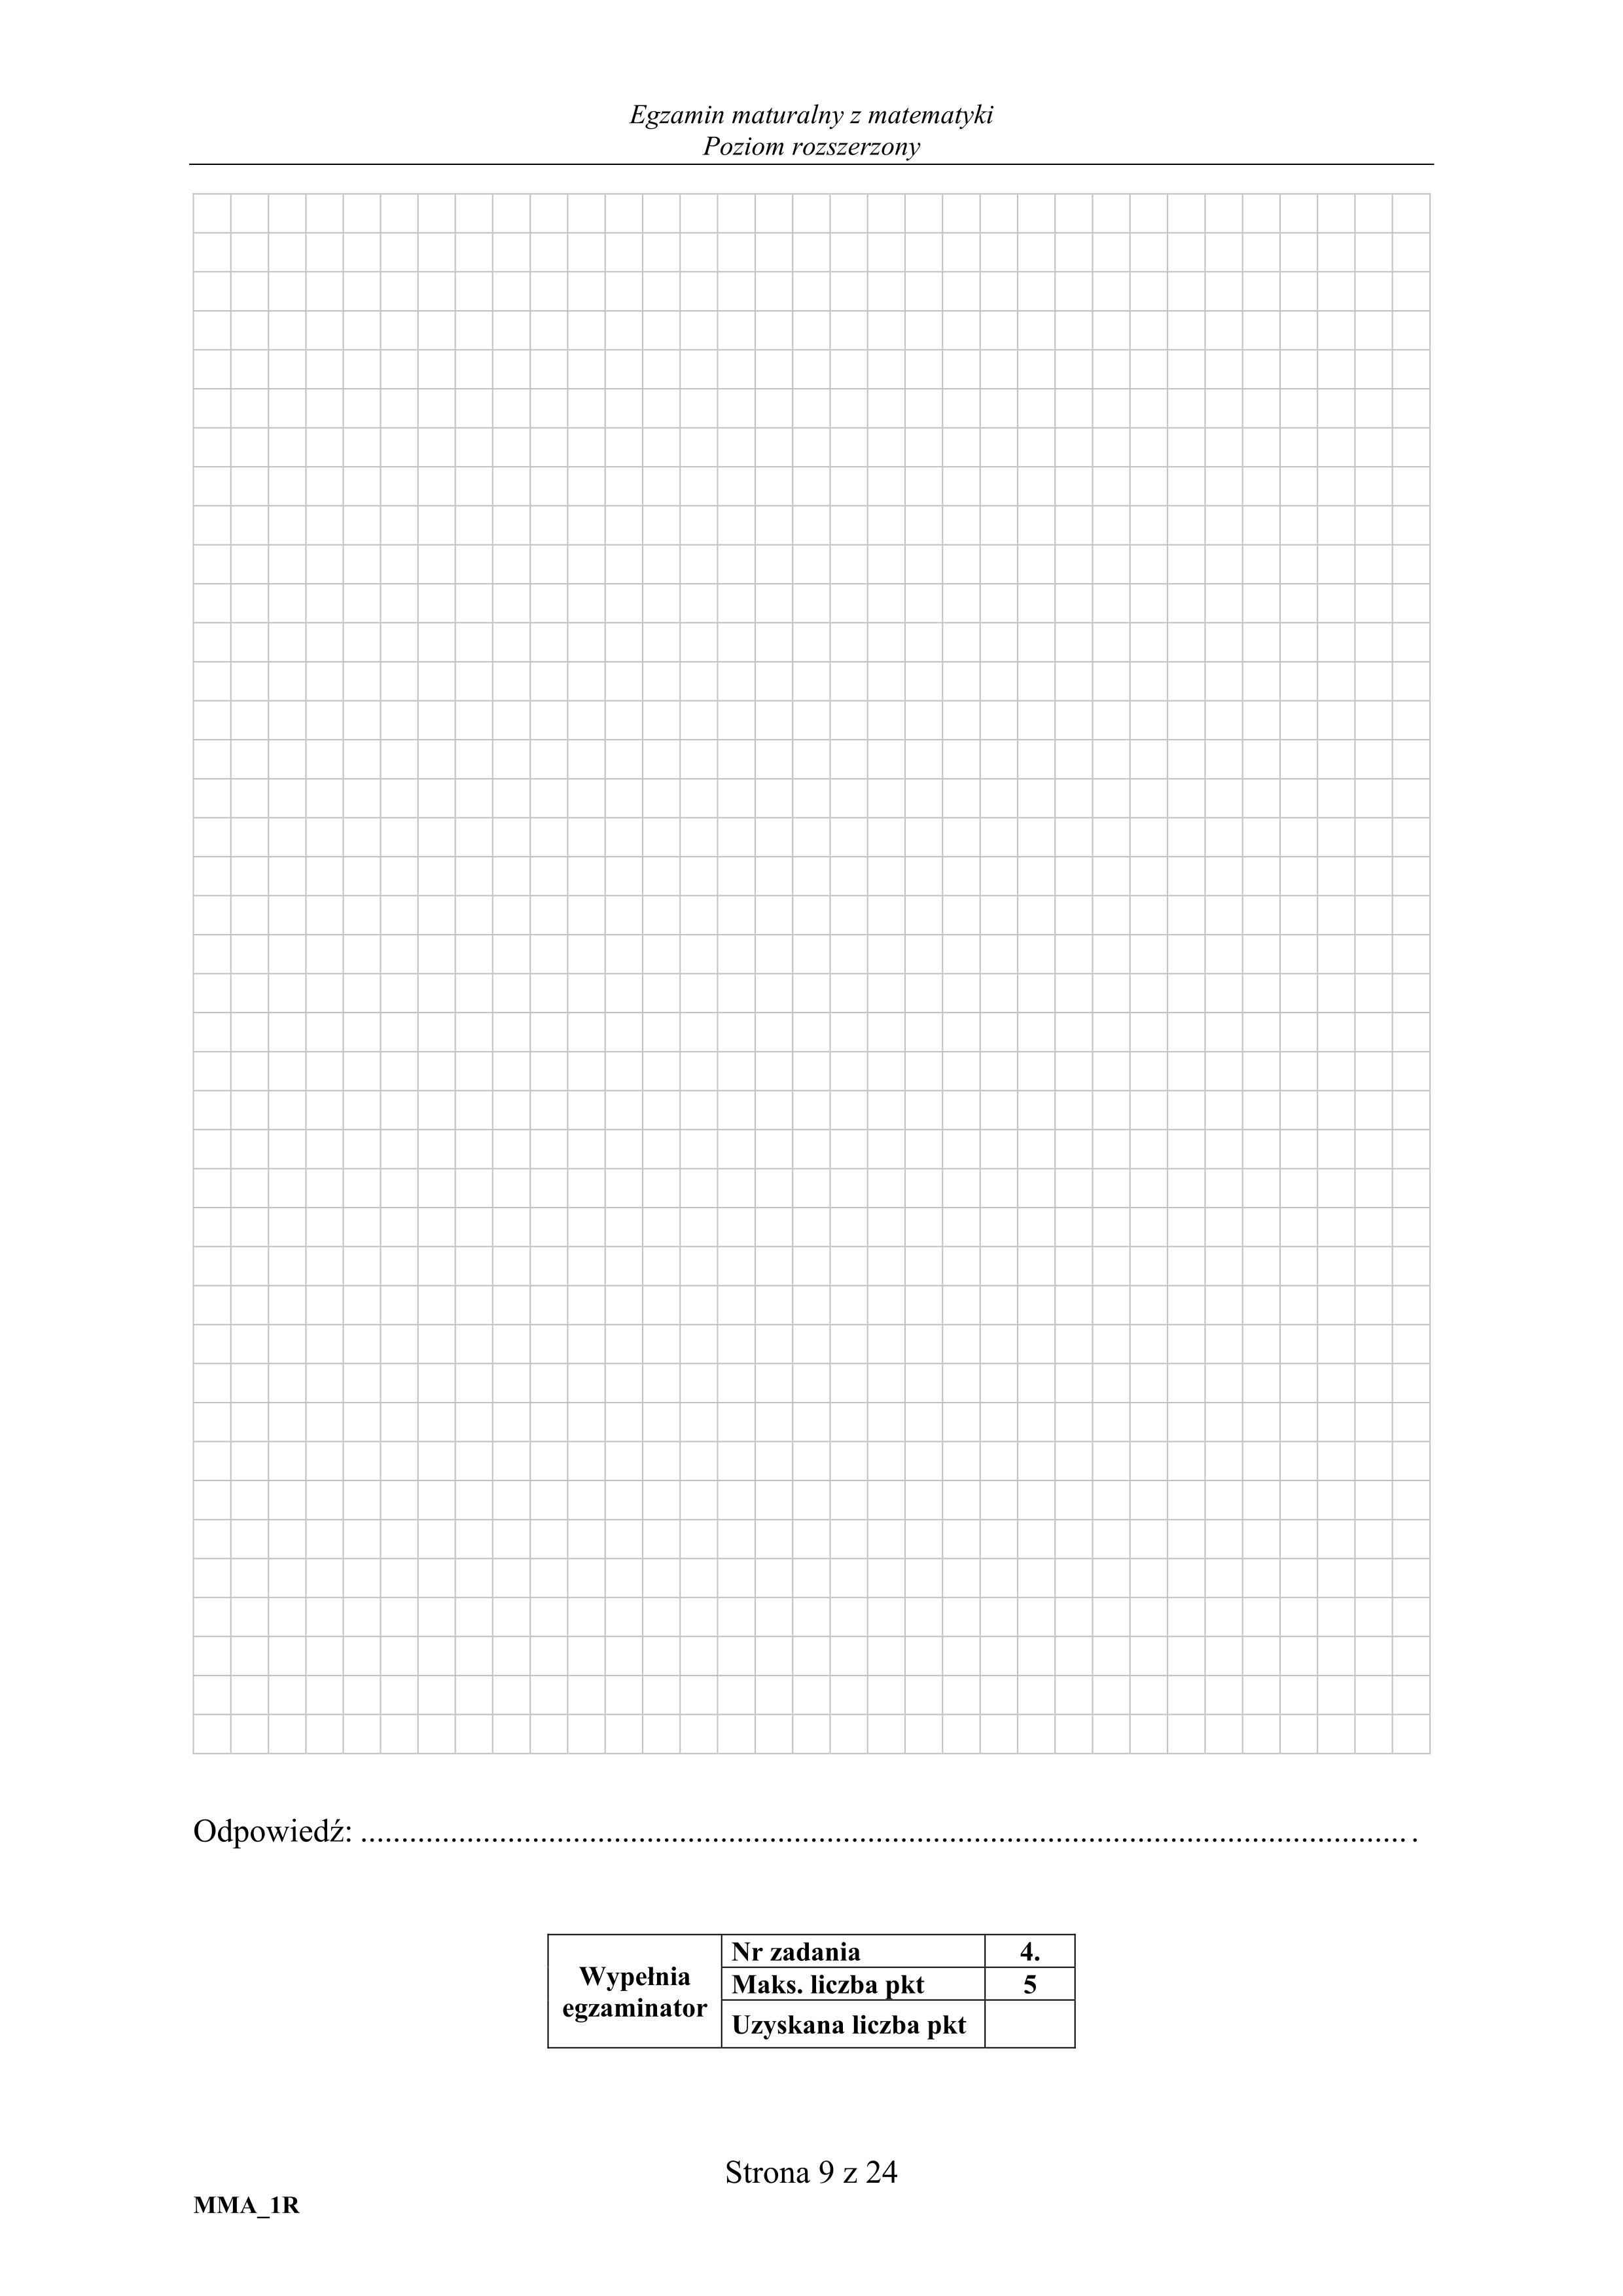 Egzamin maturalny z matematyki
Poziom rozszerzony
Odpowiedź: ................................................................................................................................ .
Wypełnia
egzaminator
Nr zadania 4.
Maks. liczba pkt 5
Uzyskana liczba pkt
Strona 9 z 24
MMA_1R